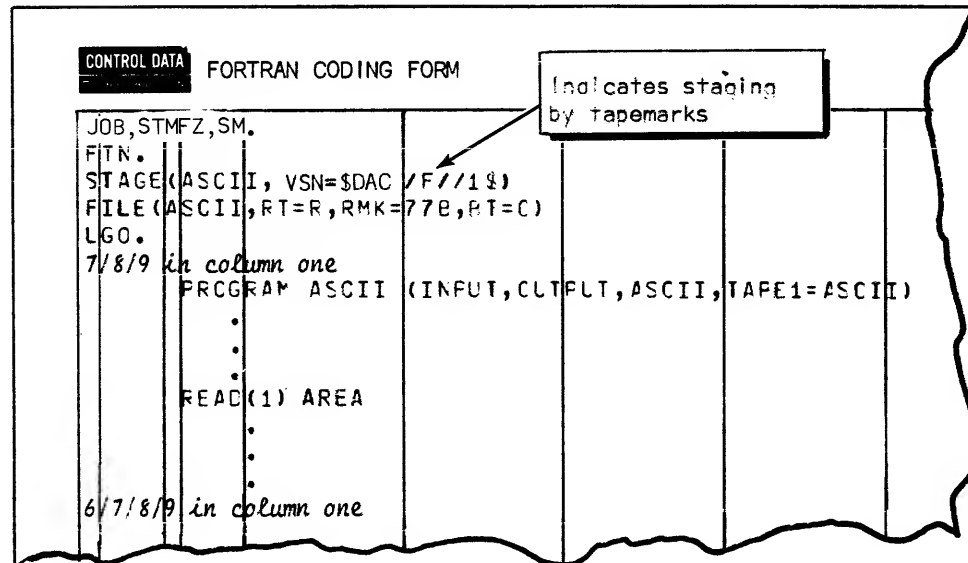 CONTROL DATA
FORTRAN CODING FORM
Indicates staging
by tapemarks
JOB,STMFZ,SM.
FTN.
STAGE(ASCII, VSN=$DAC /F//1$)
FILE(ASCII,RT=R,RMK=77B,BT=C)
LGO.
7/8/9 in column one
PROGRAM ASCII (INPUT,OUTPUT,ASCII,TAPE1=ASCII)
READ(1) AREA
6/7/8/9 in column one